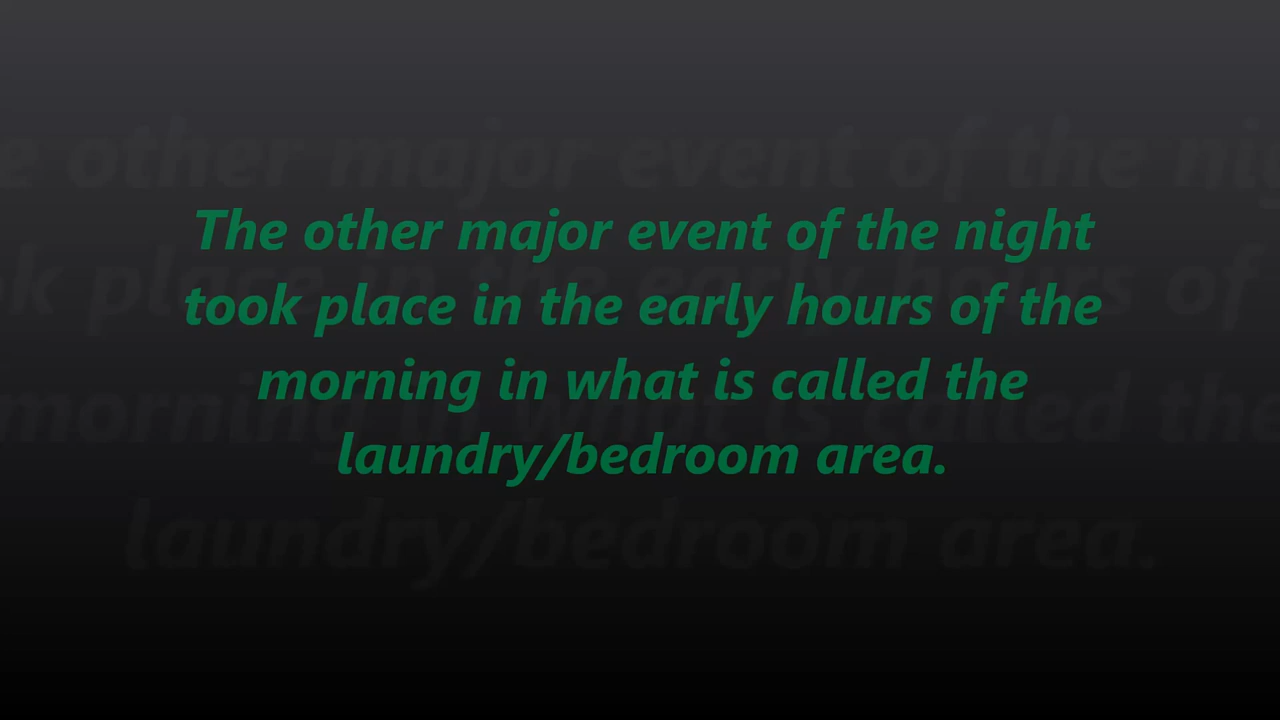 The other major event of the night
took place in the early hours of the
morning in what is called the
laundry/bedroom area.